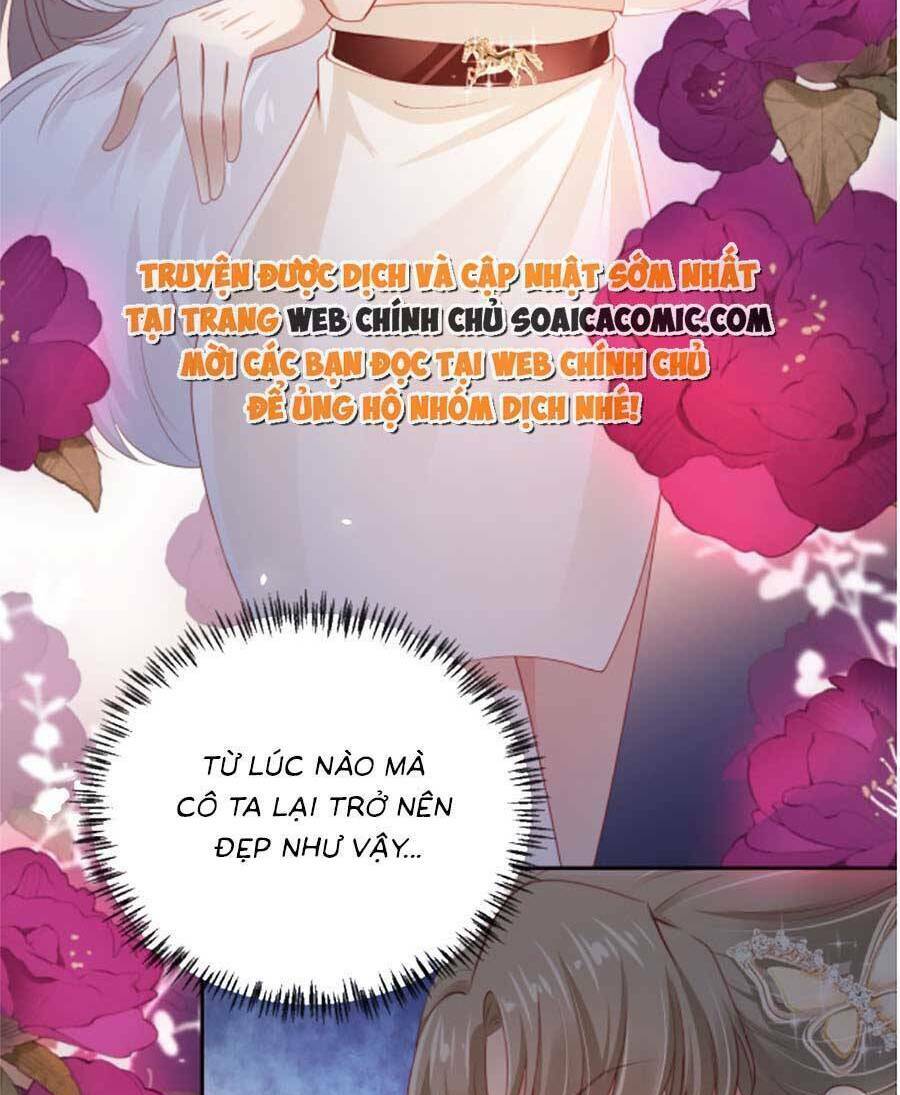 TRUYỆN ĐƯỢC DỊCH VÀ CẬP NHẬT SỚM NHẤT
TẠI TRANG WEB CHÍNH CHỦ SOAICACOMIC.COM
MỜI CÁC BẠN ĐỌC TẠI WEB CHÍNH CHỦ
ĐỂ ỦNG HỘ NHÓM DỊCH NHÉ!
TỪ LÚC NÀO MÀ
CÔ TA LẠI TRỞ NÊN
ĐẸP NHƯ VẬY...